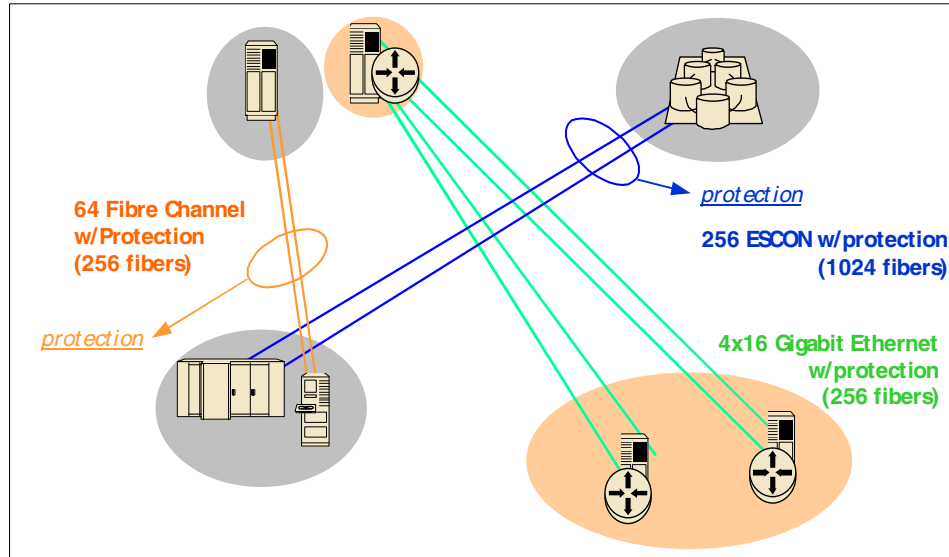 64 Fibre Channel
w/Protection
(256 fibers)
protection
protection
256 ESCON w/protection
(1024 fibers)
4x16 Gigabit Ethernet
w/protection
(256 fibers)